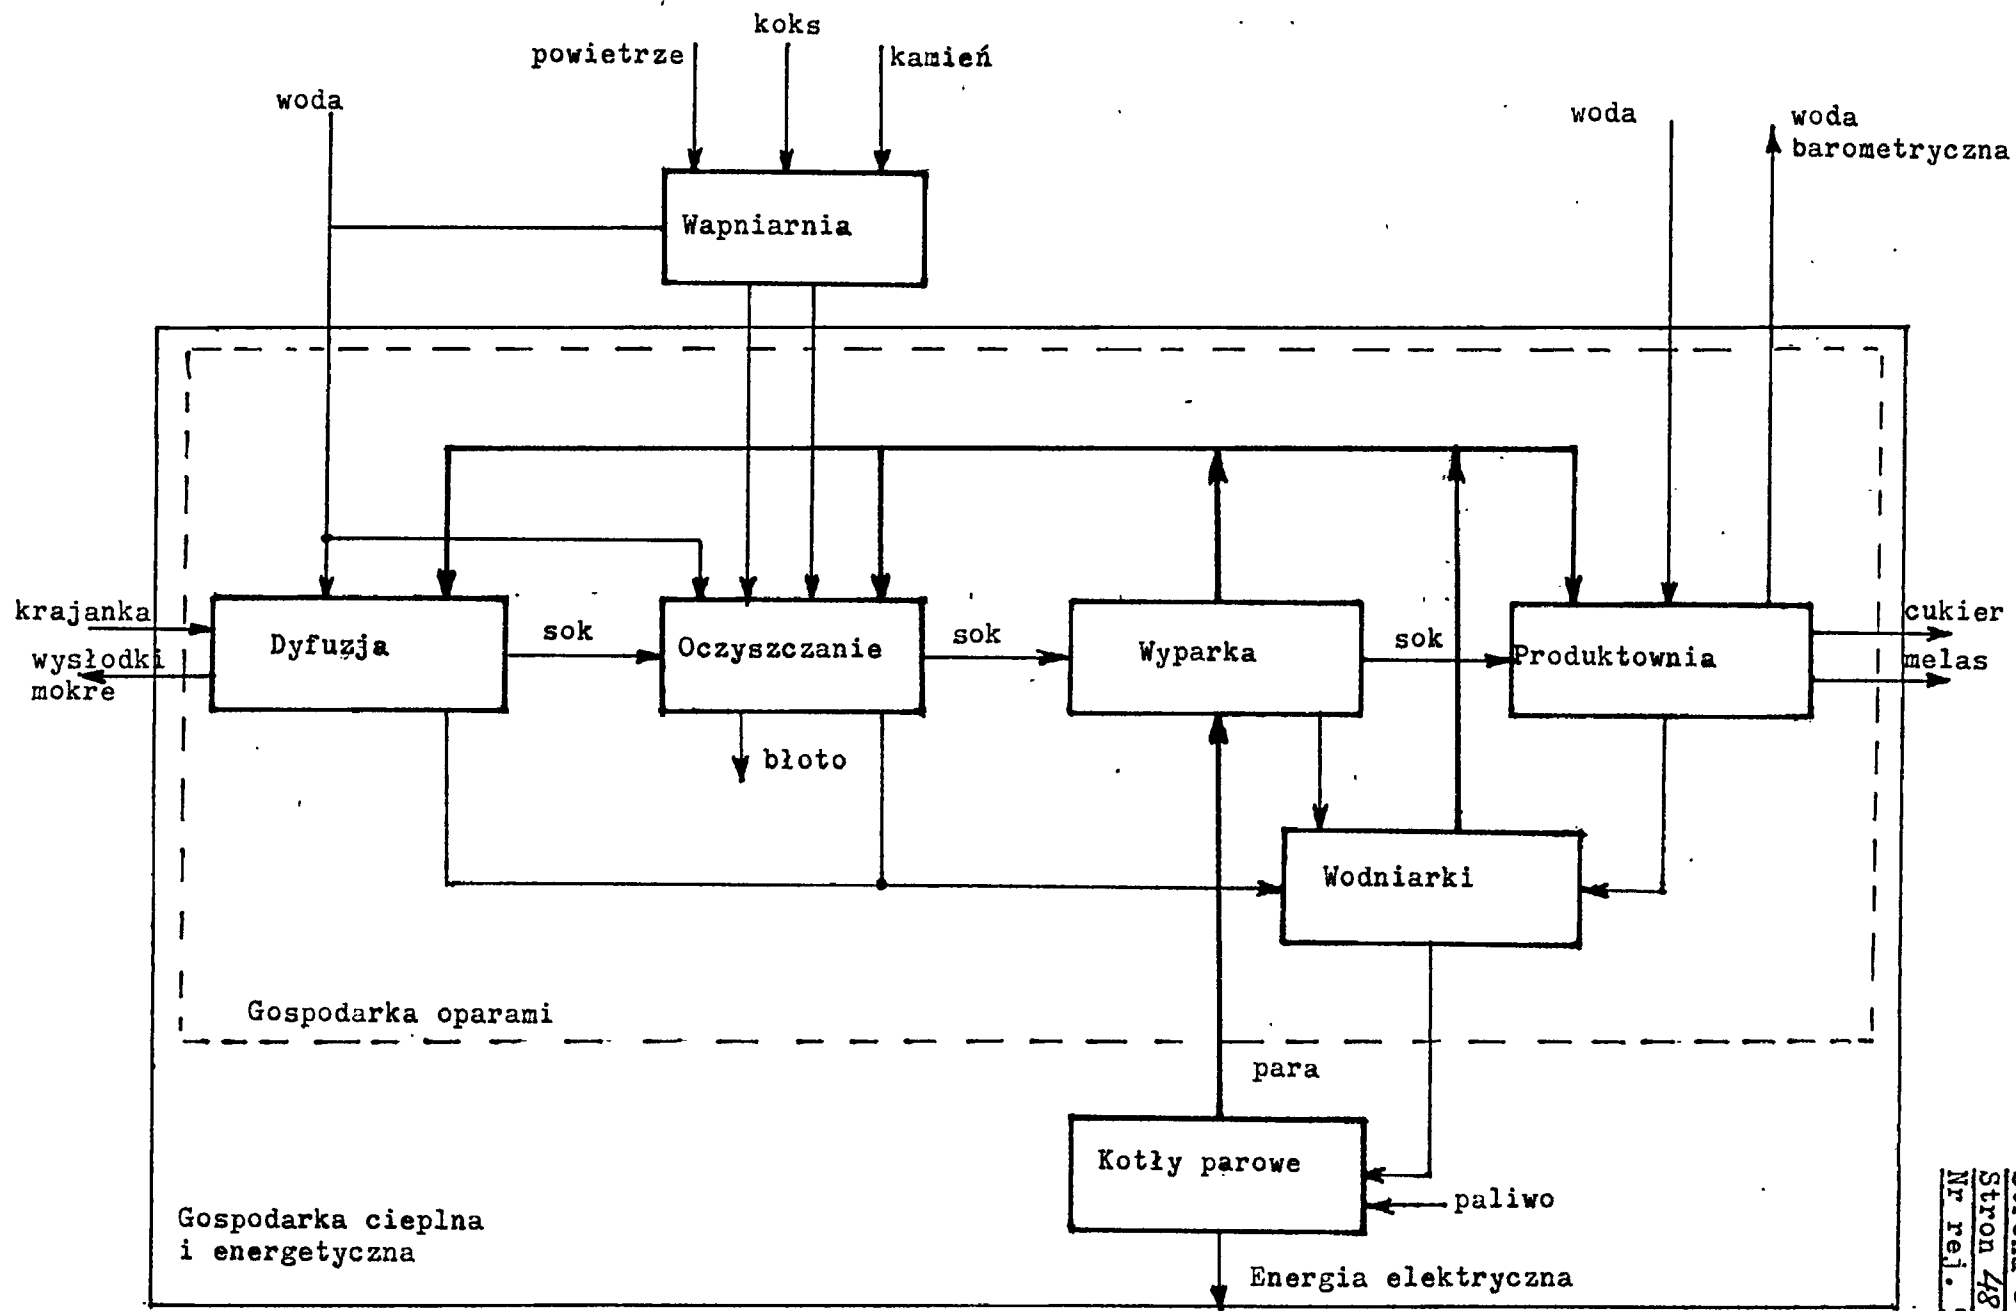 koks
powietrze
kamień
woda
woda
woda
barometryczna
Wapniarnia
krajanka
wysłodki
mokre
Dyfuzja
sok
Oczyszczanie
sok
Wyparka
sok
Produktownia
cukier
melas
błoto
Wodniarki
Gospodarka oparami
para
Kotły parowe
paliwo
Gospodarka cieplna
i energetyczna
Energia elektryczna
Stron 48
Nr rej.